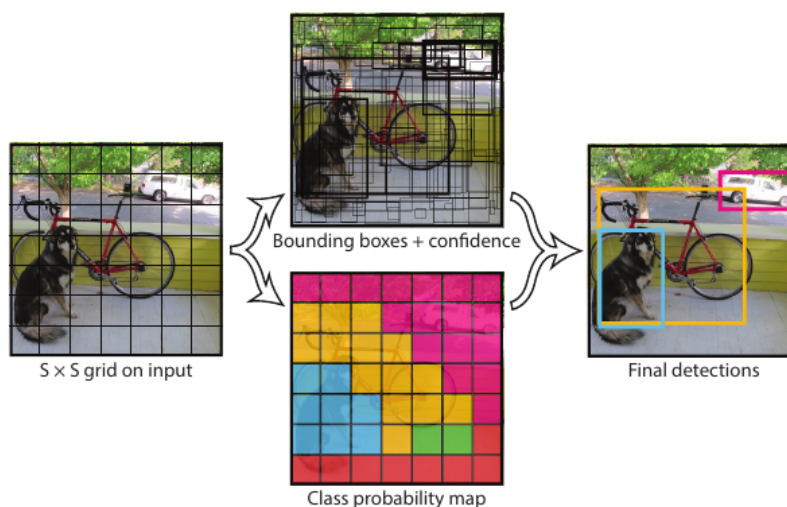 S × S grid on input
Bounding boxes + confidence
Class probability map
Final detections